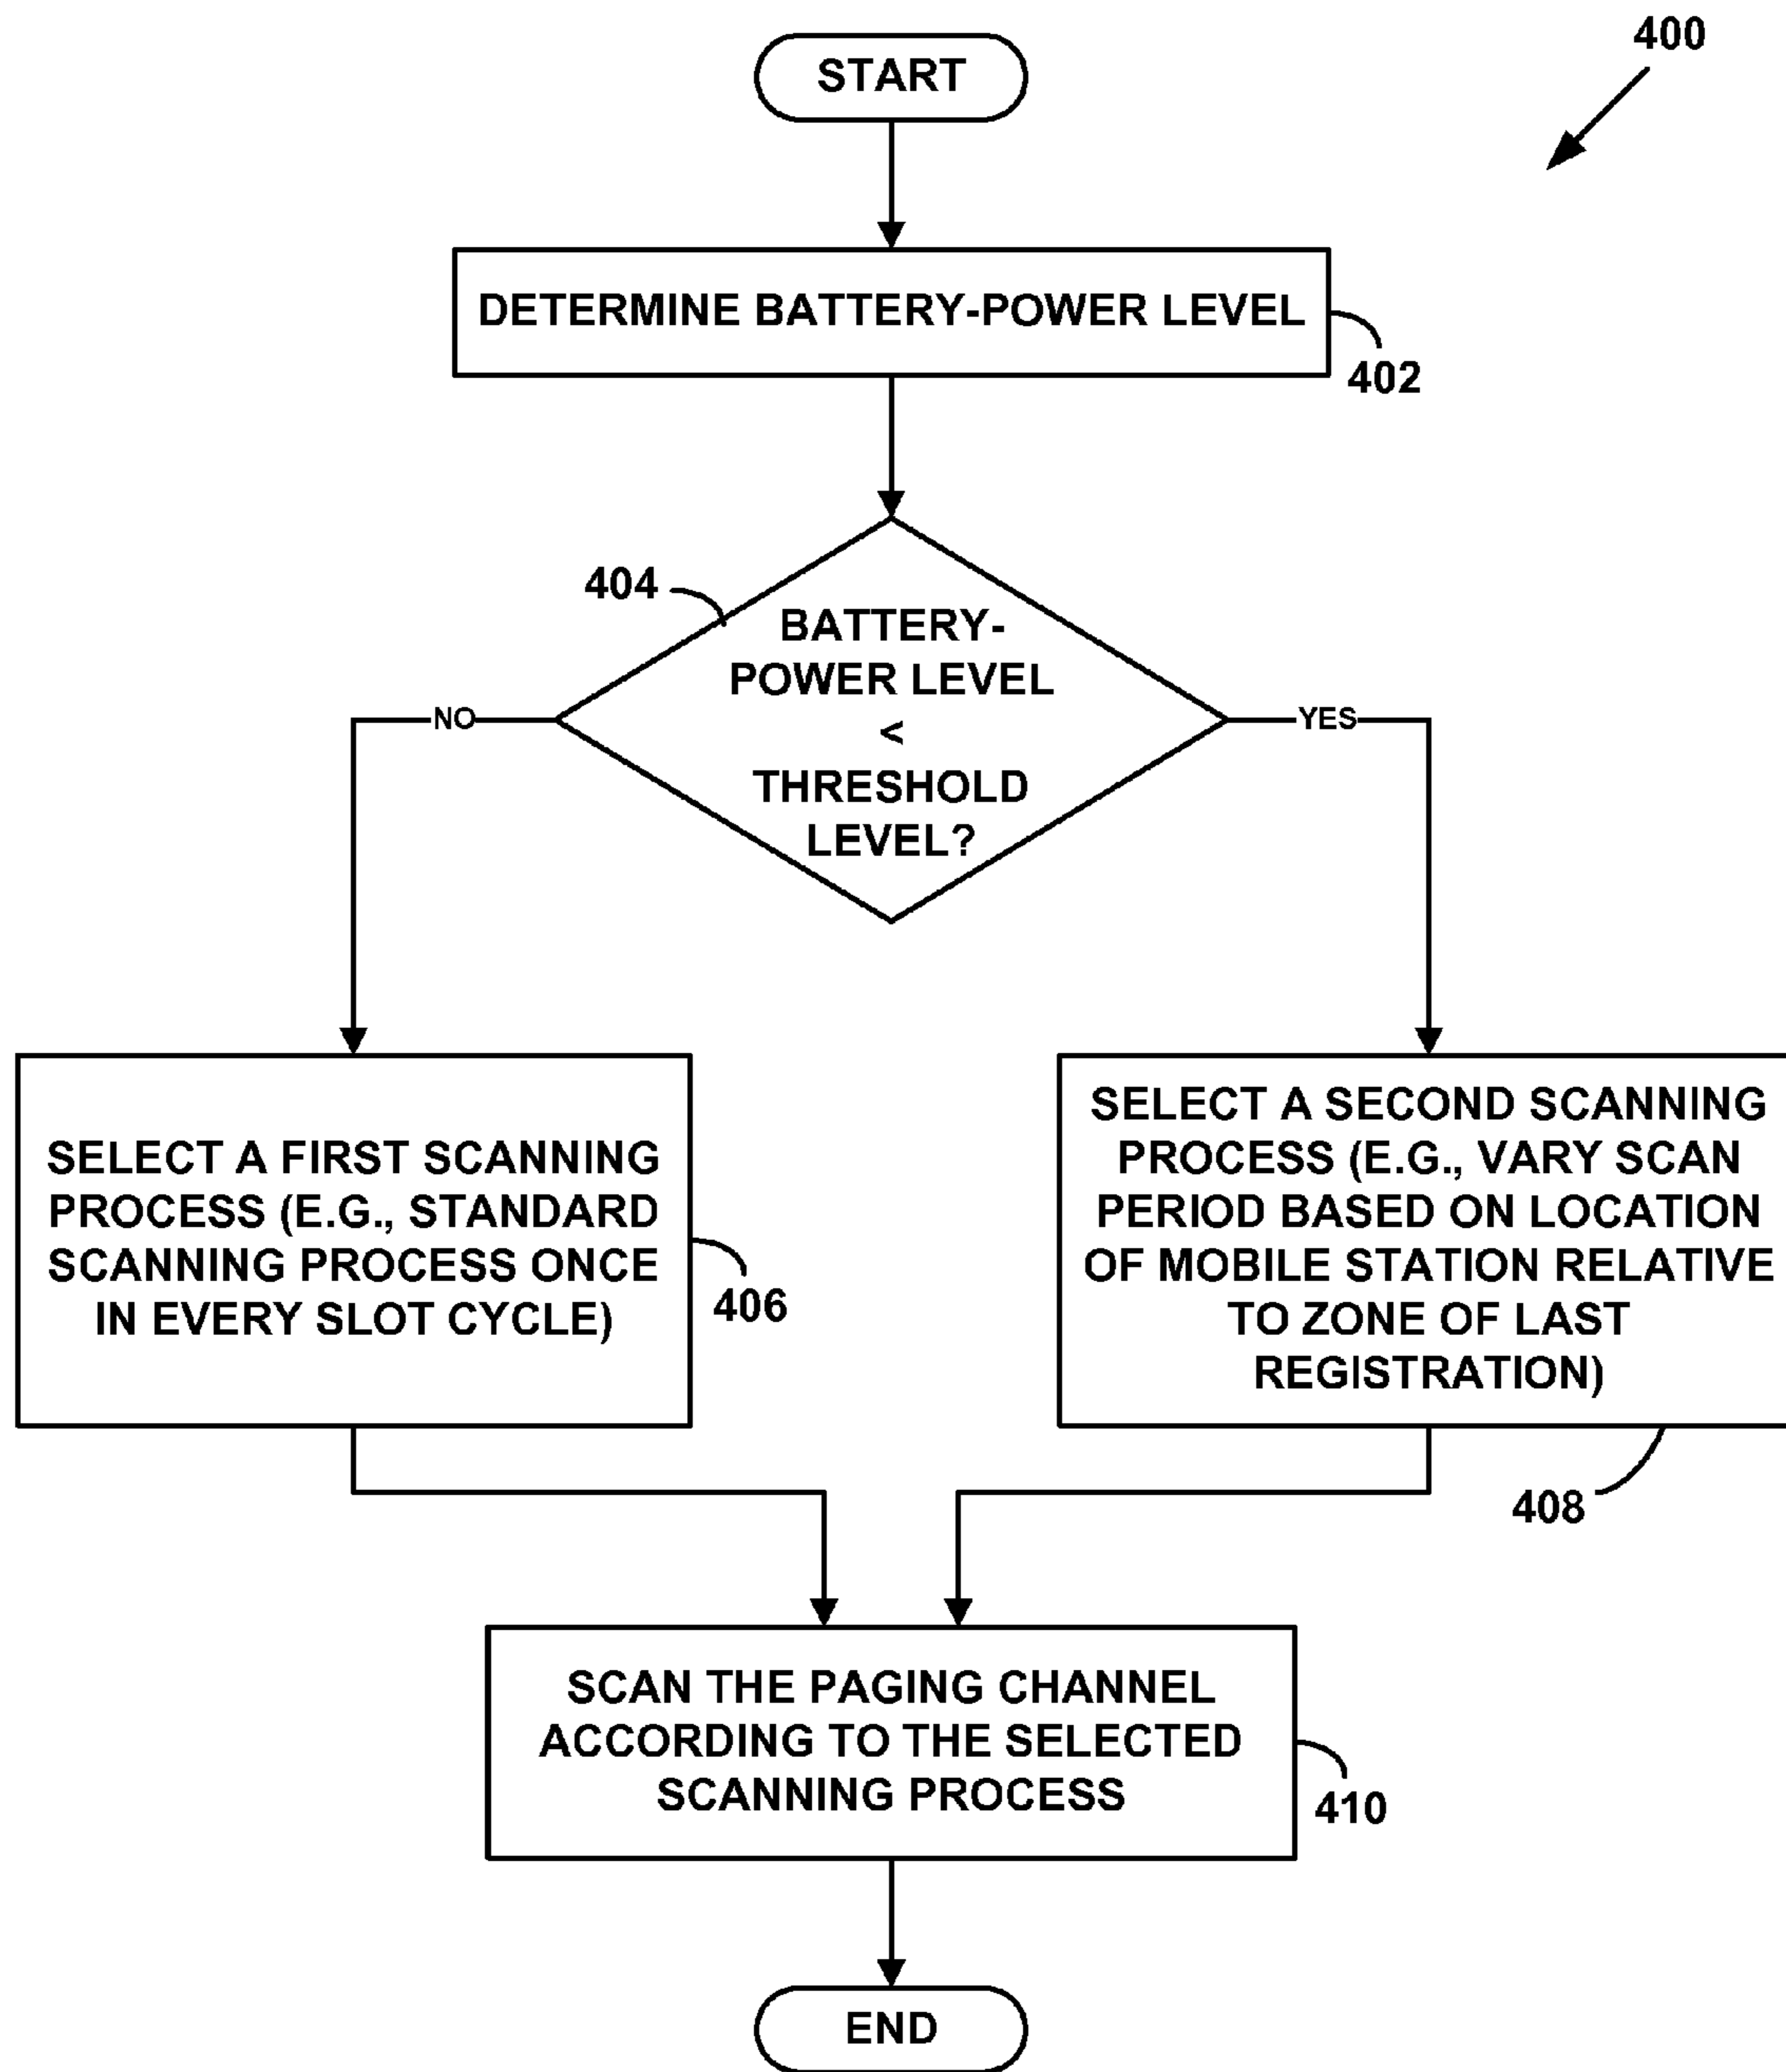 400
START
DETERMINE BATTERY-POWER LEVEL
402
404
BATTERY-
POWER LEVEL
<
THRESHOLD
LEVEL?
NO
YES
SELECT A FIRST SCANNING
PROCESS (E.G., STANDARD
SCANNING PROCESS ONCE
IN EVERY SLOT CYCLE)
406
SELECT A SECOND SCANNING
PROCESS (E.G., VARY SCAN
PERIOD BASED ON LOCATION
OF MOBILE STATION RELATIVE
TO ZONE OF LAST
REGISTRATION)
408
SCAN THE PAGING CHANNEL
ACCORDING TO THE SELECTED
SCANNING PROCESS
410
END